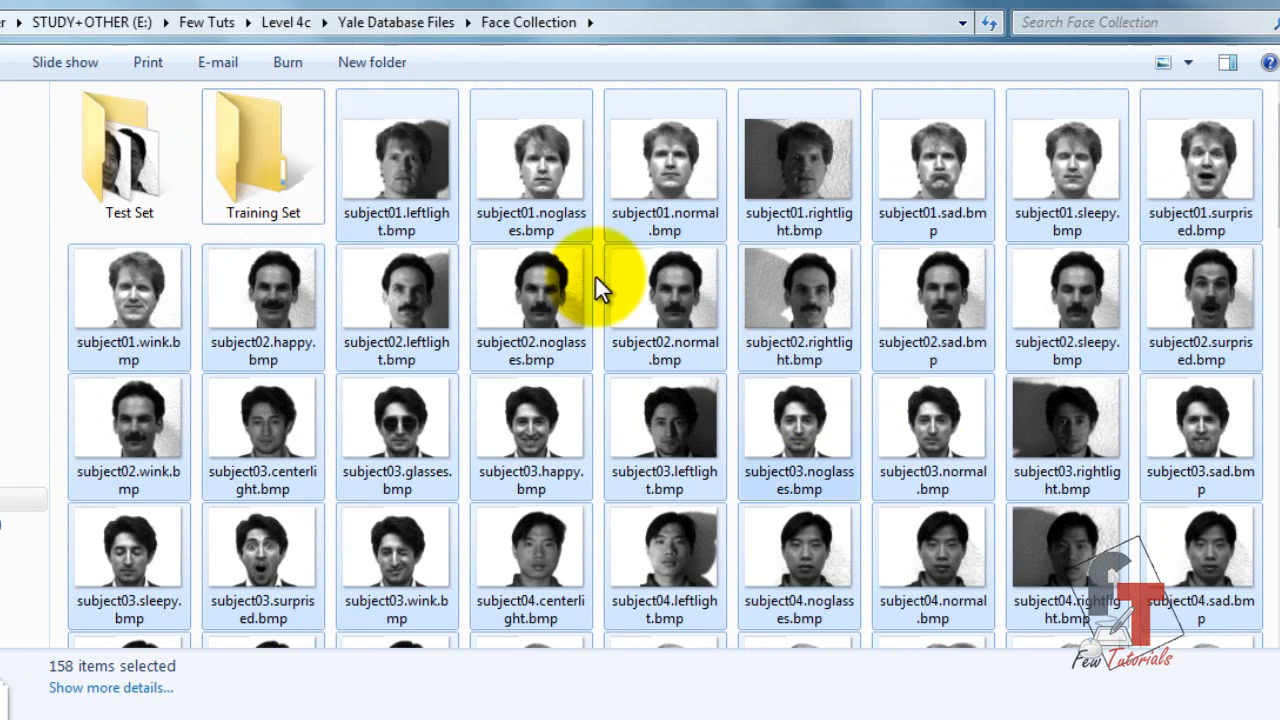 STUDY+OTHER (E:) Few Tuts Level 4c Yale Database Files Face Collection Search Face Collection
Slide show Print E-mail Burn New folder
Test Set
Training Set
subject01.leftligh
t.bmp
subject01.noglass
es.bmp
subject01.normal
.bmp
subject01.rightlig
ht.bmp
subject01.sad.bm
p
subject01.sleepy.
bmp
subject01.surpris
ed.bmp
subject01.wink.b
mp
subject02.happy.
bmp
subject02.leftligh
t.bmp
subject02.noglass
es.bmp
subject02.normal
.bmp
subject02.rightlig
ht.bmp
subject02.sad.bm
p
subject02.sleepy.
bmp
subject02.surpris
ed.bmp
subject02.wink.b
mp
subject03.centerli
ght.bmp
subject03.glasses.
bmp
subject03.happy.
bmp
subject03.leftligh
t.bmp
subject03.noglass
es.bmp
subject03.normal
.bmp
subject03.rightlig
ht.bmp
subject03.sad.bm
p
subject03.sleepy.
bmp
subject03.surpris
ed.bmp
subject03.wink.b
mp
subject04.centerli
ght.bmp
subject04.leftligh
t.bmp
subject04.noglass
es.bmp
subject04.normal
.bmp
subject04.rightlig
ht.bmp
subject04.sad.bm
p
fT
Few Tutorials
158 items selected
Show more details...